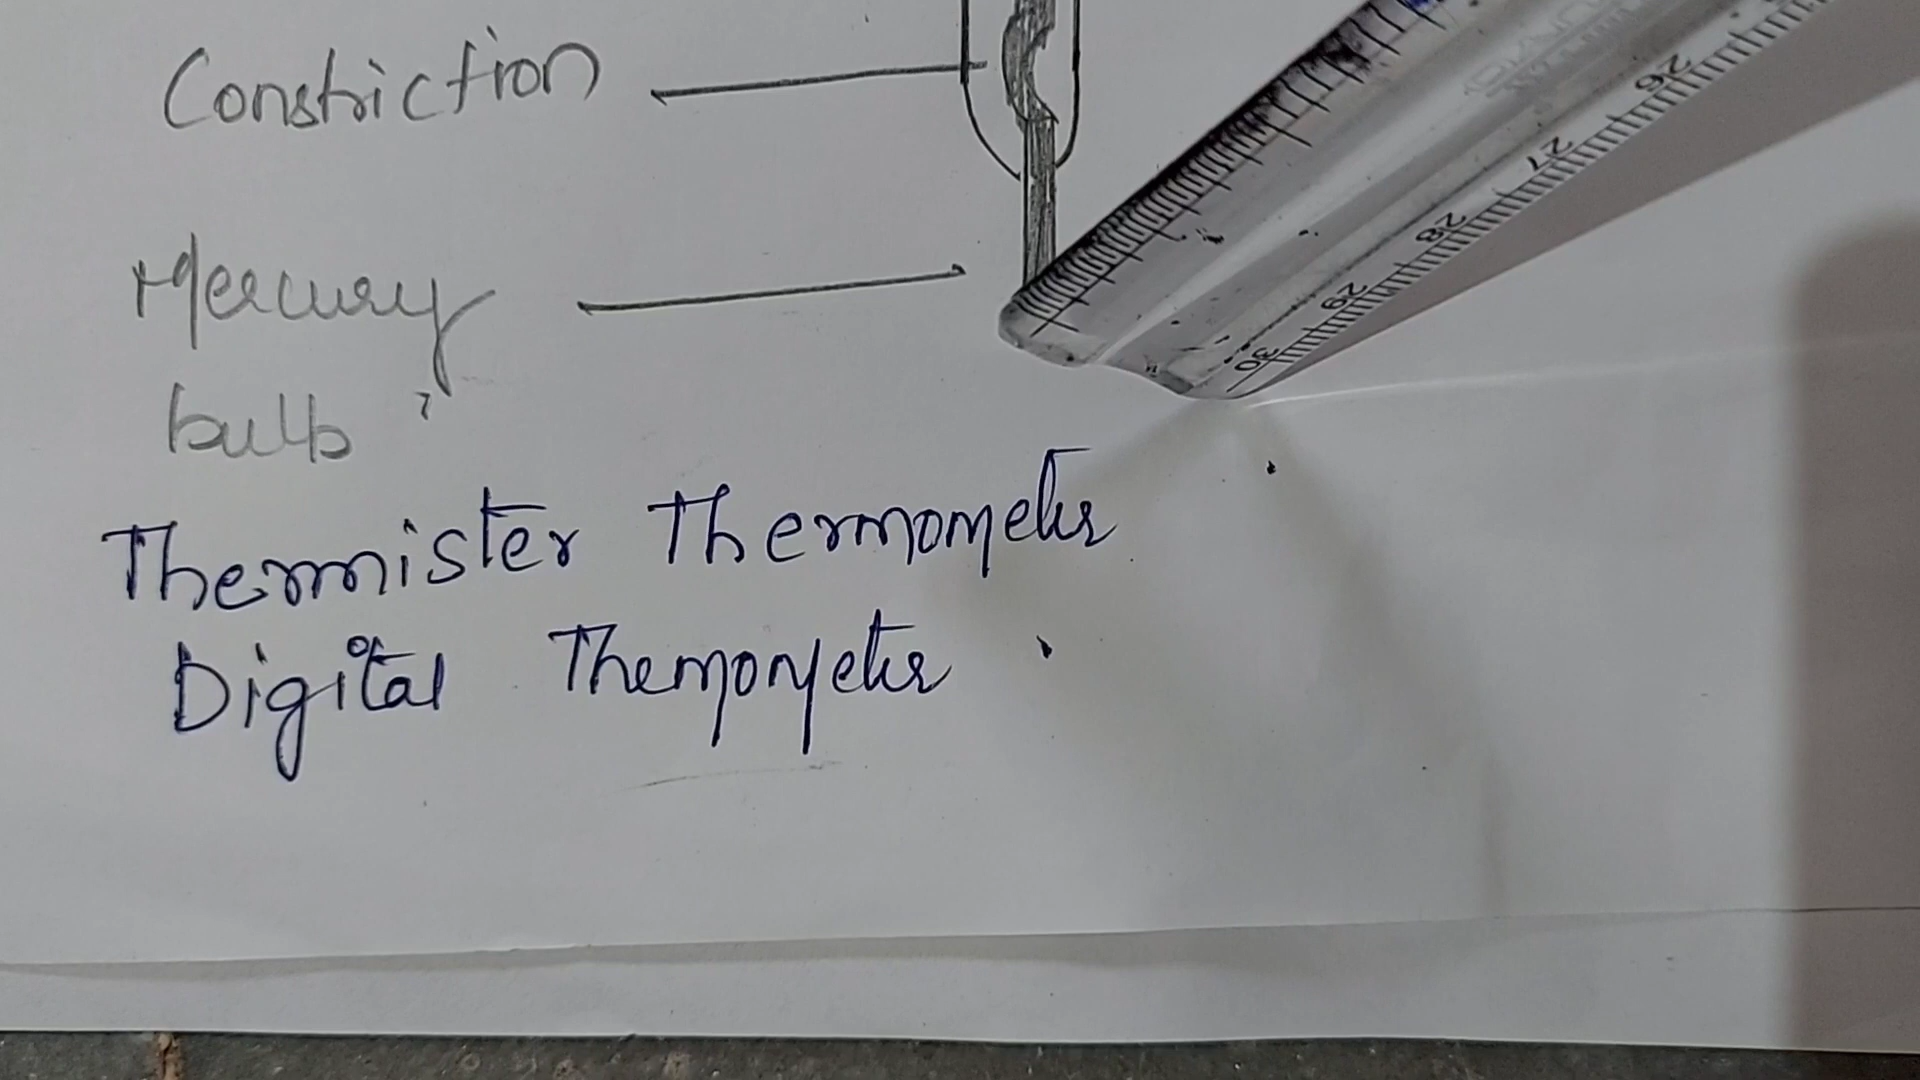 Constriction
Mercury
bulb
Thermister Thermometer
Digital Themometer
26
27
28
29
30